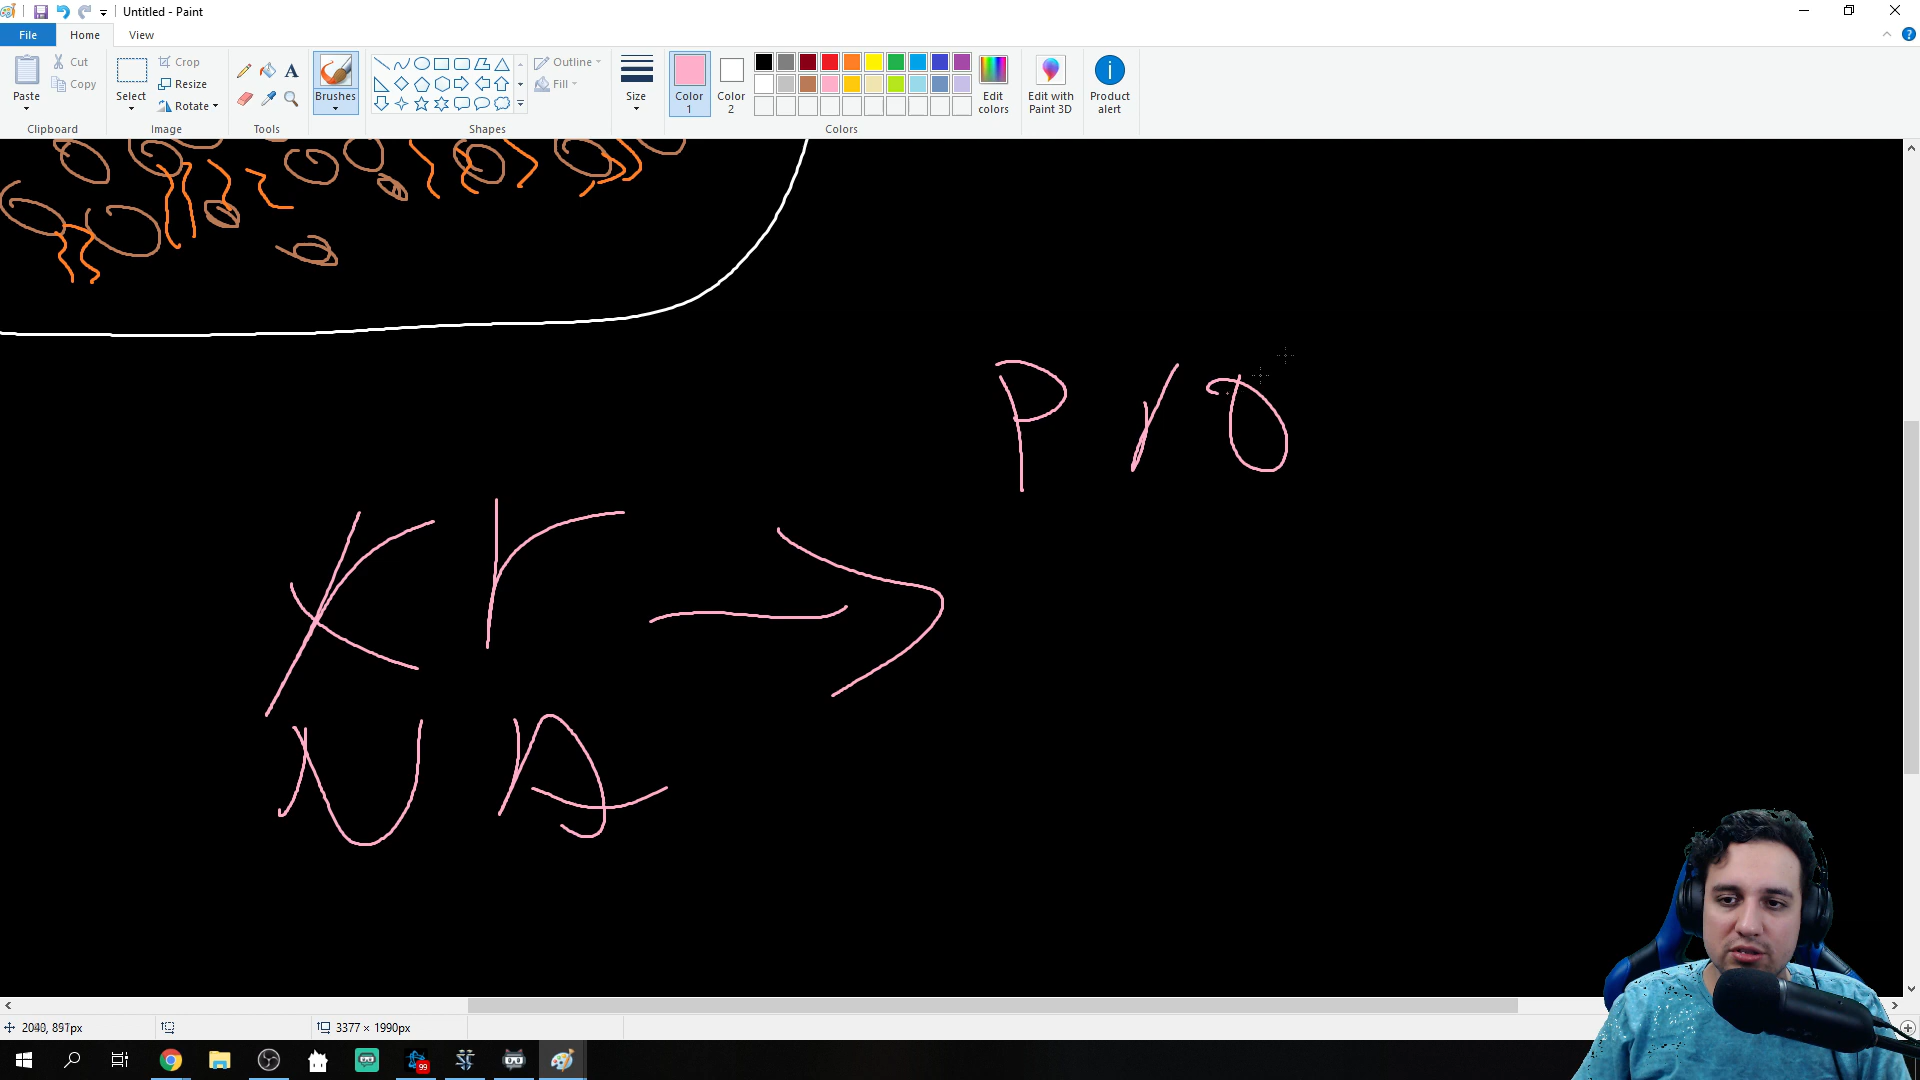 Untitled - Paint
File Home View
Paste
Cut
Copy
Clipboard
Select
Crop
Resize
Rotate
Image
A
Tools
Brushes
Outline
Fill
Shapes
Size
Color 1
Color 2
Colors
Edit colors
Edit with Paint 3D
Product alert
Pro
Kr →
NA
2040, 891px
3377 × 1990px
99